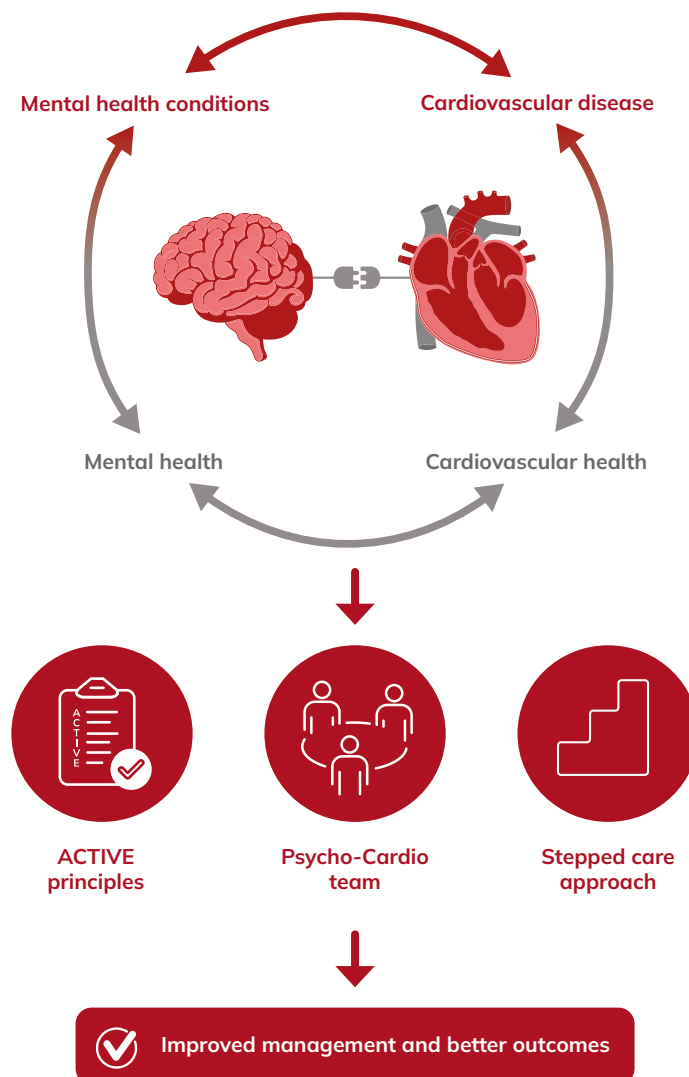 Mental health conditions
Cardiovascular disease
Mental health
Cardiovascular health
ACTIVE
ACTIVE
principles
Psycho-Cardio
team
Stepped care
approach
Improved management and better outcomes